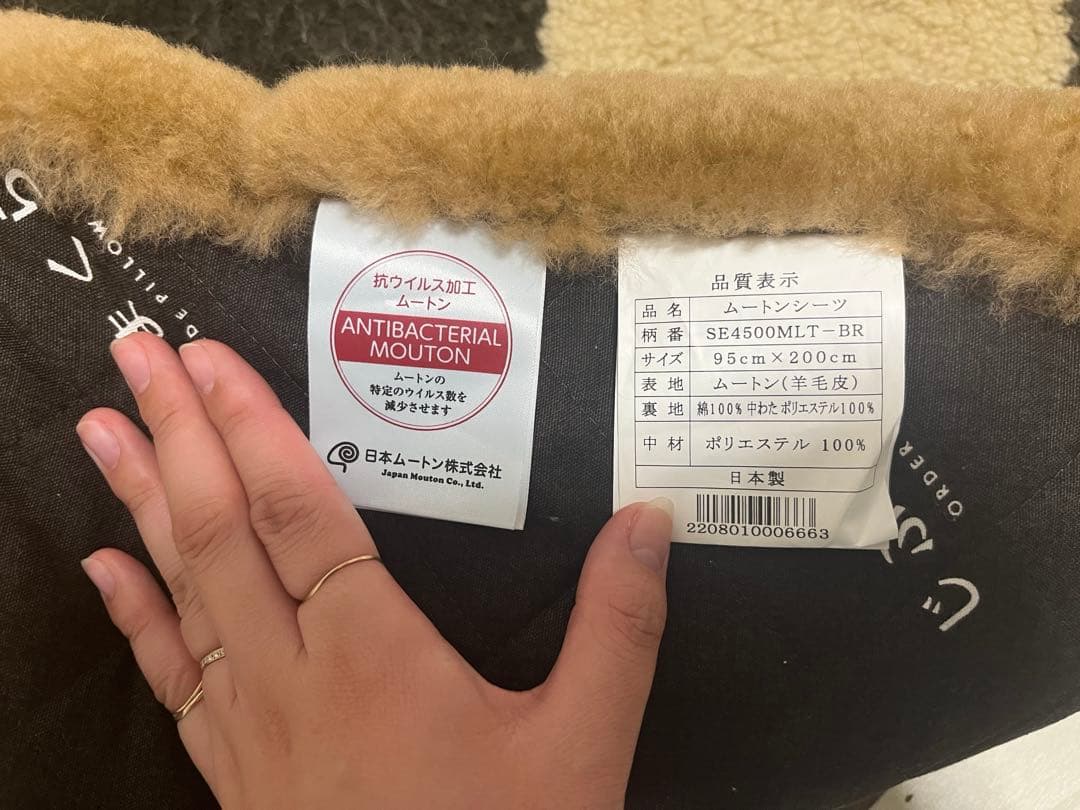 抗ウイルス加工
ムートン
ANTIBACTERIAL
MOUTON
ムートンの
特定のウイルス数を
減少させます
日本ムートン株式会社
Japan Mouton Co., Ltd.
品質表示
品名 ムートンシーツ
柄番 SE4500MLT-BR
サイズ 95cm×200cm
表地 ムートン(羊毛皮)
裏地 綿100% 中わた ポリエステル100%
中材 ポリエステル 100%
日本製
2208010006663
PILLOW
ORDER
じぶ